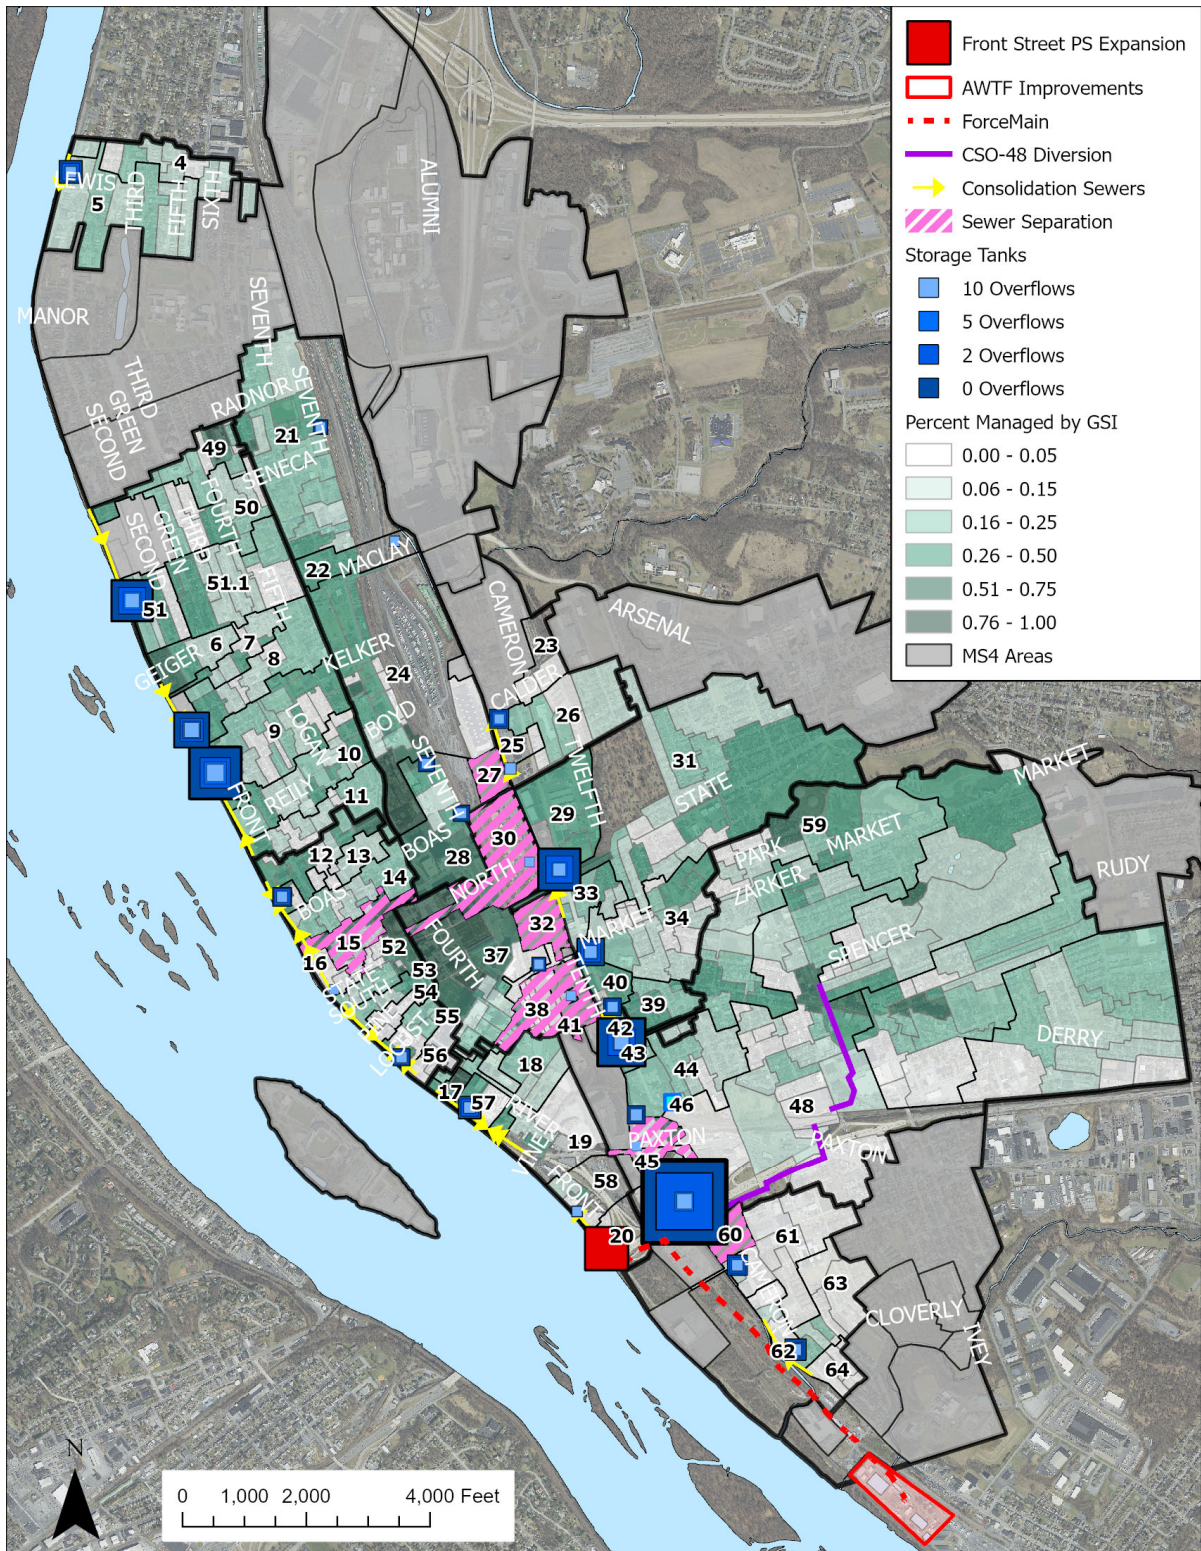 Front Street PS Expansion
AWTF Improvements
ForceMain
CSO-48 Diversion
Consolidation Sewers
Sewer Separation
Storage Tanks
10 Overflows
5 Overflows
2 Overflows
0 Overflows
Percent Managed by GSI
0.00 - 0.05
0.06 - 0.15
0.16 - 0.25
0.26 - 0.50
0.51 - 0.75
0.76 - 1.00
MS4 Areas
4
LEWIS
5
THIRD
FIFTH
SIXTH
ALUMNI
MANOR
SEVENTH
THIRD
GREEN
SECOND
RADNOR
SEVENTH
21
49
SENECA
FOURTH
50
THIRD
GREEN
SECOND
MACLAY
22
51.1
FIFTH
51
CAMERON
ARSENAL
23
6
7
8
GEIGER
KELKER
24
CALDER
26
9
LOGAN
BOYD
25
TWELFTH
10
SEVENTH
27
31
STATE
MARKET
REILY
11
FRONT
29
59
MARKET
30
BOAS
28
PARK
12
13
14
NORTH
RUDY
BOAS
33
ZARKER
34
MARKET
32
15
52
FOURTH
37
SPENCER
16
53
TENTH
40
54
39
38
55
41
42
43
DERRY
LOCUST
56
18
44
17
57
RIVER
46
48
VINE
19
PAXTON
PAXTON
45
58
FRONT
20
60
61
CAMERON
63
CLOVERLY
IVEY
62
64
N
0 1,000 2,000 4,000 Feet